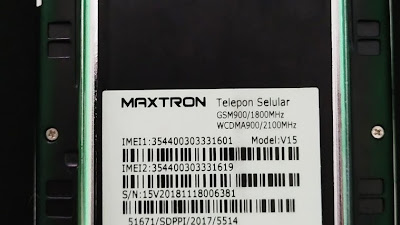 MAXTRON Telepon Selular
GSM900/1800MHz
WCDMA900/2100MHz
IMEI1:354400303331601 Model:V15
IMEI2:354400303331619
S/N:15V20181118006381
51671/SDPPI/2017/5514